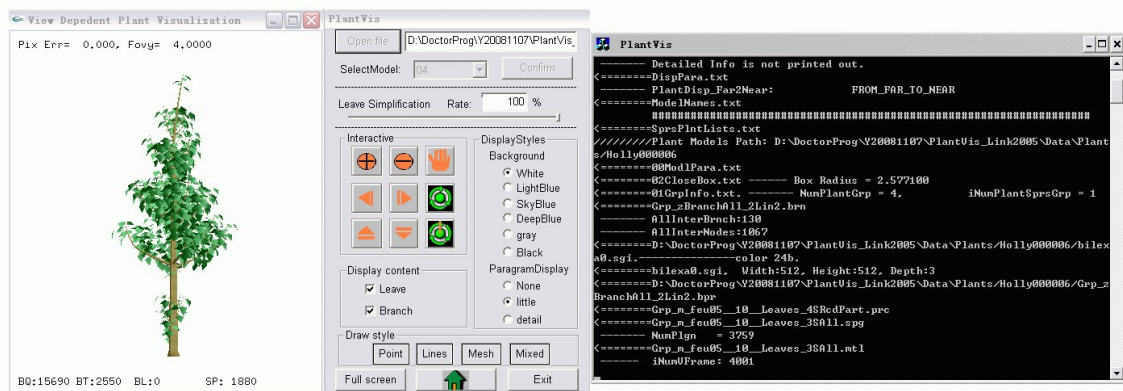 View Depedent Plant Visualization
Pix Err=  0.000, Fovy=  4.0000
BQ:15690 BT:2550  BL:0  SP: 1880
PlantVis
Open file  D:\DoctorProg\Y20081107\PlantVis_
SelectModel:  04  Confirm
Leave Simplification  Rate:  100  %
Interactive
DisplayStyles
Background
White
LightBlue
SkyBlue
DeepBlue
gray
Black
ParagramDisplay
None
little
detail
Display content
Leave
Branch
Draw style
Point  Lines  Mesh  Mixed
Full screen  Exit
PlantVis
------- Detailed Info is not printed out.
<========DispPara.txt
------- PlantDisp_Far2Near:  FROM_FAR_TO_NEAR
<========ModelNames.txt
################################################################
<========SprsPlntLists.txt
/////////Plant Models Path: D:\DoctorProg\Y20081107\PlantVis_Link2005\Data\Plant
s/Holly000006
<========00ModlPara.txt
<========02CloseBox.txt ------ Box Radius = 2.577100
<========01GrpInfo.txt. ------- NumPlantGrp = 4,  iNumPlantSprsGrp = 1
<========Grp_zBranchAll_2Lin2.brn
------- AllInterBrnch:130
------- AllInterNodes:1067
<========D:\DoctorProg\Y20081107\PlantVis_Link2005\Data\Plants/Holly000006/bilex
a0.sgi.---------------color 24b.
<========bilexa0.sgi,  Width:512, Height:512, Depth:3
<========D:\DoctorProg\Y20081107\PlantVis_Link2005\Data\Plants/Holly000006/Grp_z
BranchAll_2Lin2.bpr
<========Grp_m_feu05__10__Leaves_4SRcdPart.prc
<========Grp_m_feu05__10__Leaves_3SAll.spg
------- NumPlgn   = 3759
<========Grp_m_feu05__10__Leaves_3SAll.mtl
------  iNumVFrame: 4001